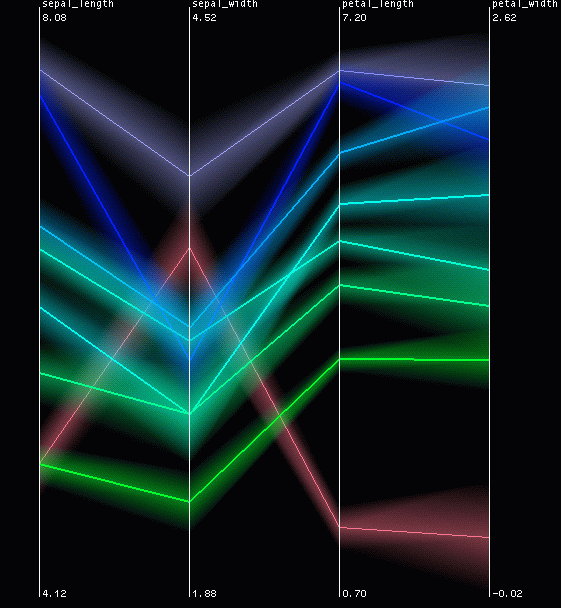 sepal_length sepal_width petal_length petal_width
8.08 4.52 7.20 2.62
4.12 1.88 0.70 -0.02